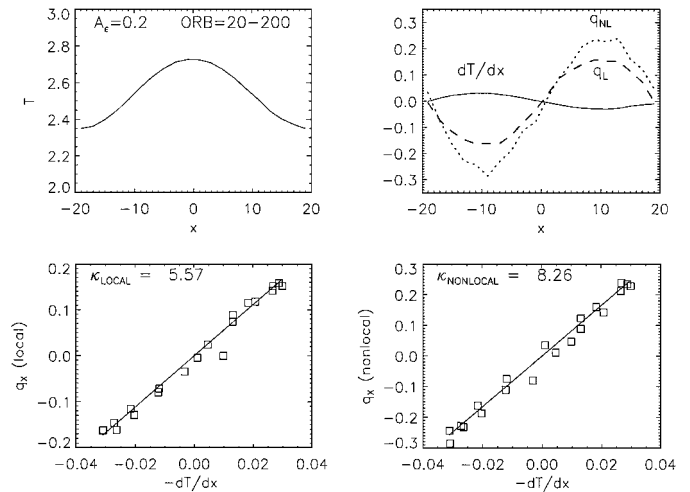 A_ϵ=0.2 ORB=20-200
T
3.0
2.8
2.6
2.4
2.2
2.0
-20 -10 0 10 20
x
q_NL
dT/dx
q_L
0.3
0.2
0.1
0.0
-0.1
-0.2
-0.3
-20 -10 0 10 20
x
κ_LOCAL = 5.57
q_x (local)
0.2
0.1
0.0
-0.1
-0.2
-0.04 -0.02 0.00 0.02 0.04
-dT/dx
κ_NONLOCAL = 8.26
q_x (nonlocal)
0.3
0.2
0.1
0.0
-0.1
-0.2
-0.3
-0.04 -0.02 0.00 0.02 0.04
-dT/dx